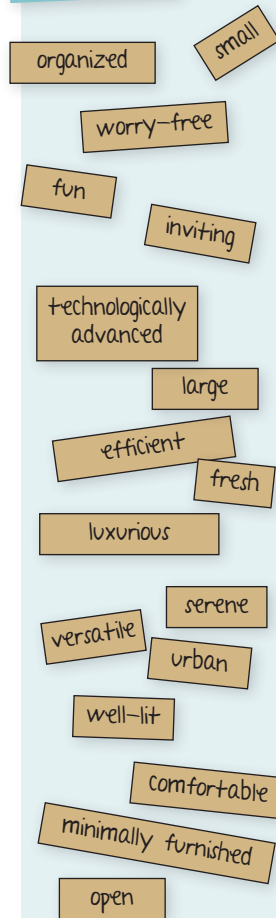 small
organized
worry-free
fun
inviting
technologically
advanced
large
efficient
fresh
luxurious
serene
versatile
urban
well-lit
comfortable
minimally furnished
open